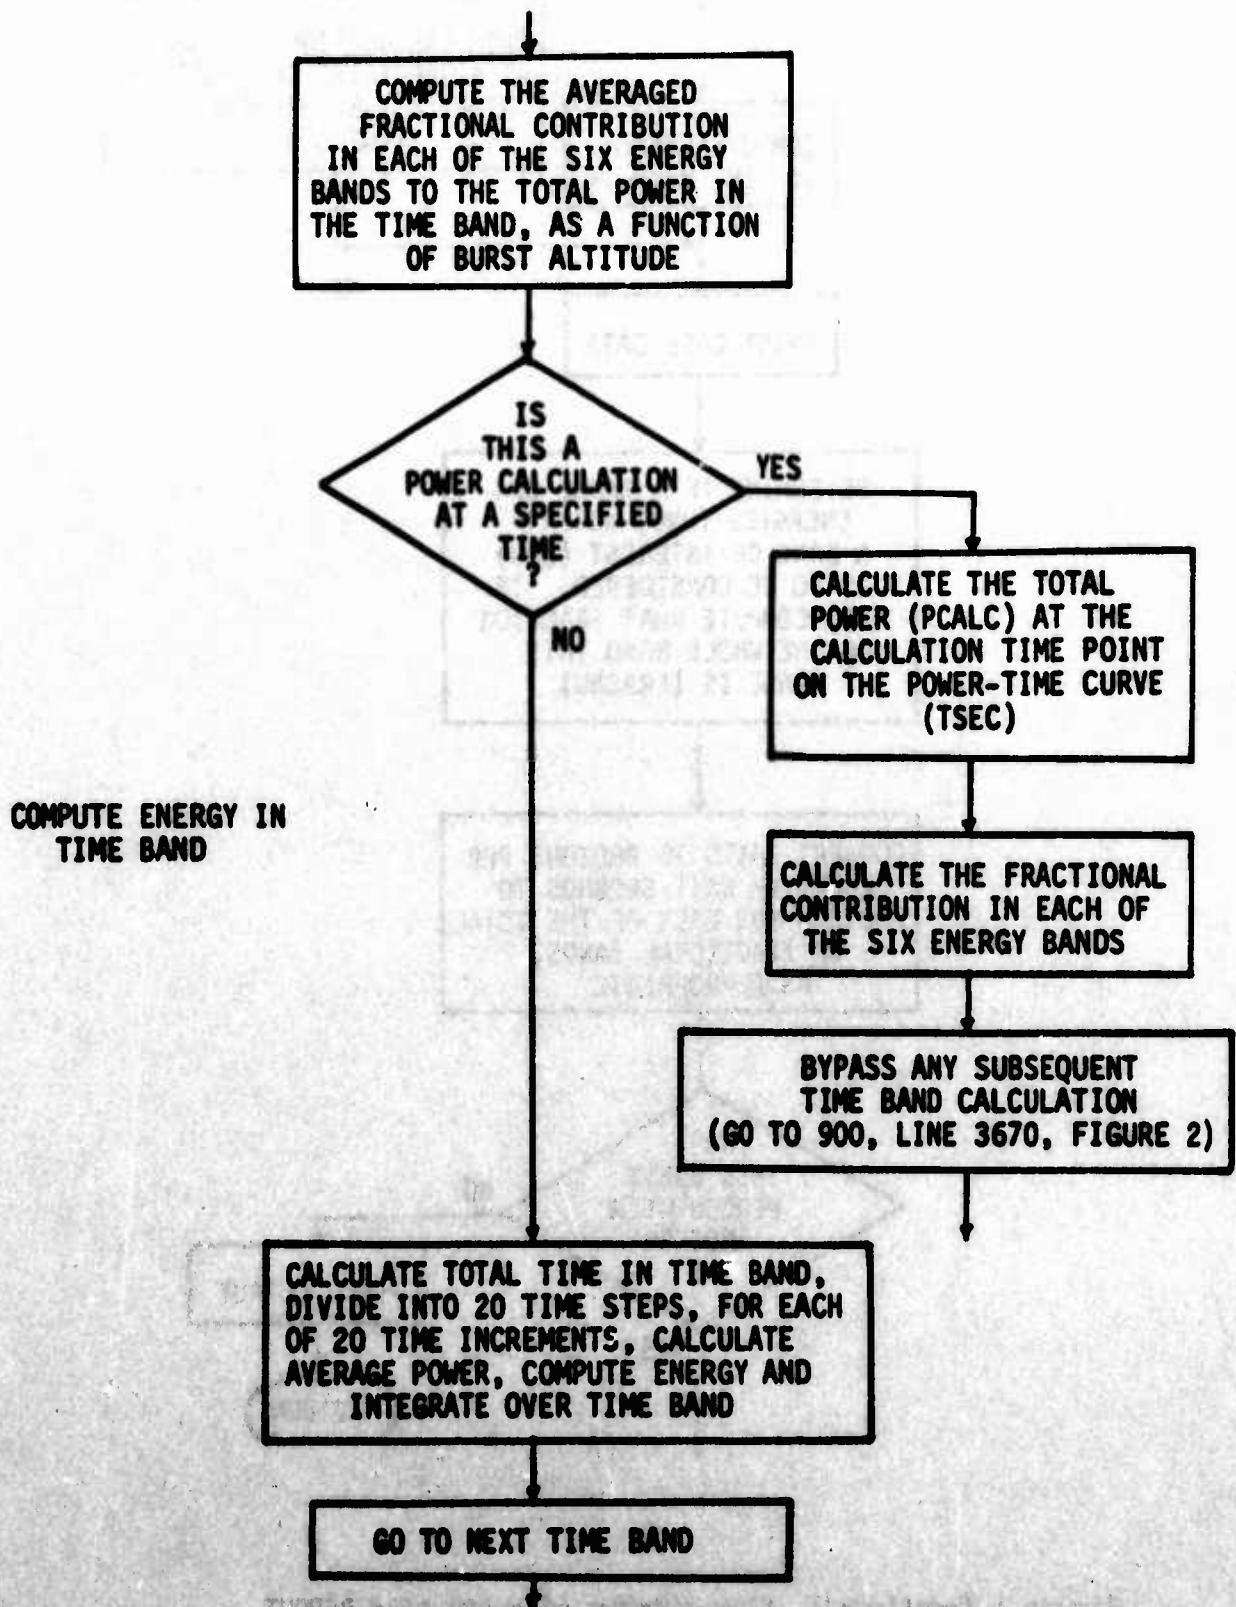 COMPUTE THE AVERAGED
FRACTIONAL CONTRIBUTION
IN EACH OF THE SIX ENERGY
BANDS TO THE TOTAL POWER IN
THE TIME BAND, AS A FUNCTION
OF BURST ALTITUDE
IS
THIS A
POWER CALCULATION
AT A SPECIFIED
TIME
?
YES
NO
CALCULATE THE TOTAL
POWER (PCALC) AT THE
CALCULATION TIME POINT
ON THE POWER-TIME CURVE
(TSEC)
COMPUTE ENERGY IN
TIME BAND
CALCULATE THE FRACTIONAL
CONTRIBUTION IN EACH OF
THE SIX ENERGY BANDS
BYPASS ANY SUBSEQUENT
TIME BAND CALCULATION
(GO TO 900, LINE 3670, FIGURE 2)
CALCULATE TOTAL TIME IN TIME BAND,
DIVIDE INTO 20 TIME STEPS, FOR EACH
OF 20 TIME INCREMENTS, CALCULATE
AVERAGE POWER, COMPUTE ENERGY AND
INTEGRATE OVER TIME BAND
GO TO NEXT TIME BAND